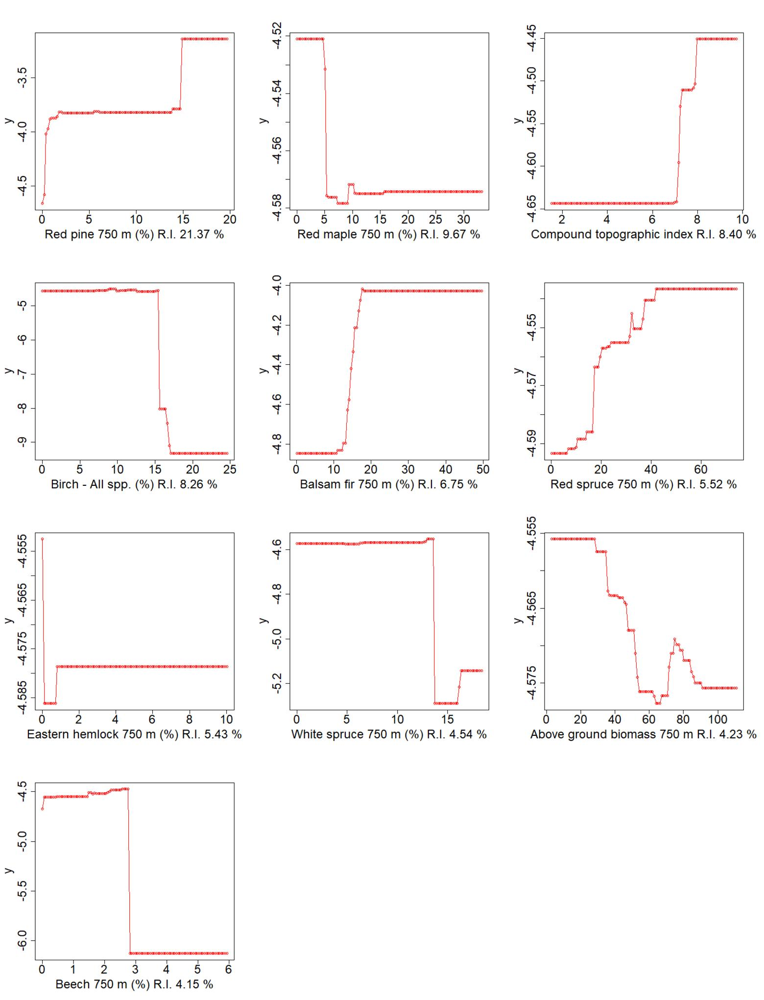 y
-4.5 -4.0 -3.5
0 5 10 15 20
Red pine 750 m (%) R.I. 21.37 %
y
-4.58 -4.56 -4.54 -4.52
0 5 10 15 20 25 30
Red maple 750 m (%) R.I. 9.67 %
y
-4.65 -4.60 -4.55 -4.50 -4.45
2 4 6 8 10
Compound topographic index R.I. 8.40 %
y
-9 -8 -7 -6 -5
0 5 10 15 20 25
Birch - All spp. (%) R.I. 8.26 %
y
-4.8 -4.6 -4.4 -4.2 -4.0
0 10 20 30 40 50
Balsam fir 750 m (%) R.I. 6.75 %
y
-4.59 -4.57 -4.55
0 20 40 60
Red spruce 750 m (%) R.I. 5.52 %
y
-4.585 -4.575 -4.565 -4.555
0 2 4 6 8 10
Eastern hemlock 750 m (%) R.I. 5.43 %
y
-5.2 -5.0 -4.8 -4.6
0 5 10 15
White spruce 750 m (%) R.I. 4.54 %
y
-4.575 -4.565 -4.555
0 20 40 60 80 100
Above ground biomass 750 m R.I. 4.23 %
y
-6.0 -5.5 -5.0 -4.5
0 1 2 3 4 5 6
Beech 750 m (%) R.I. 4.15 %